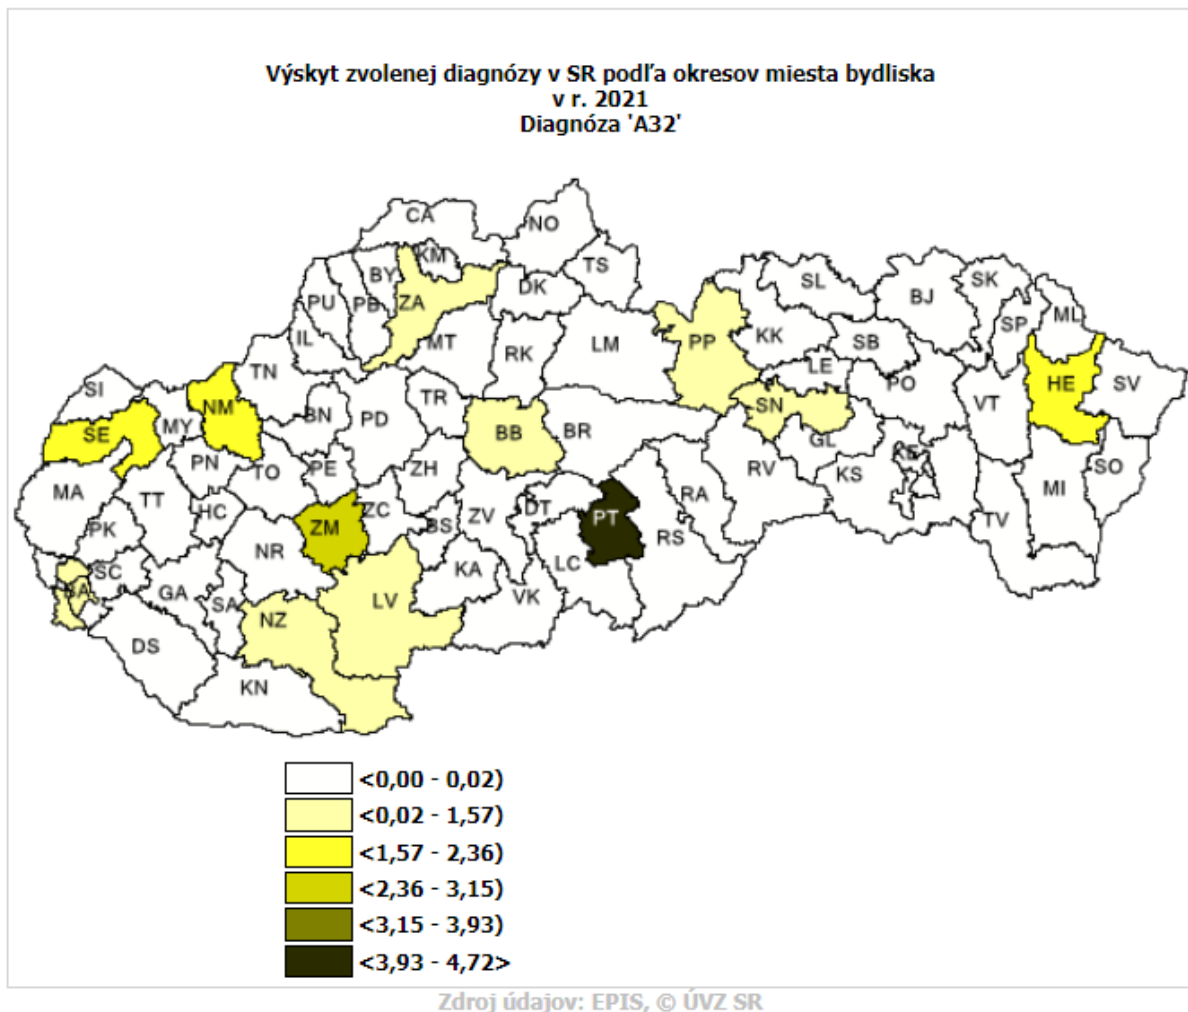 Výskyt zvolenej diagnózy v SR podľa okresov miesta bydliska
v r. 2021
Diagnóza 'A32'
CA
NO
KM
BY
TS
SL
SK
PU
PB
ZA
DK
BJ
ML
SP
IL
MT
RK
LM
PP
KK
SB
TN
LE
PO
HE
SV
SI
NM
BN
PD
TR
SN
VT
SE
MY
BB
BR
GL
PN
TO
PE
ZH
RV
KS
KE
SO
MA
TT
HC
ZM
ZC
BS
ZV
DT
PT
RA
MI
PK
NR
RS
TV
SC
GA
KA
LC
BA
SA
LV
VK
NZ
DS
KN
<0,00 - 0,02)
<0,02 - 1,57)
<1,57 - 2,36)
<2,36 - 3,15)
<3,15 - 3,93)
<3,93 - 4,72>
Zdroj údajov: EPIS, © ÚVZ SR